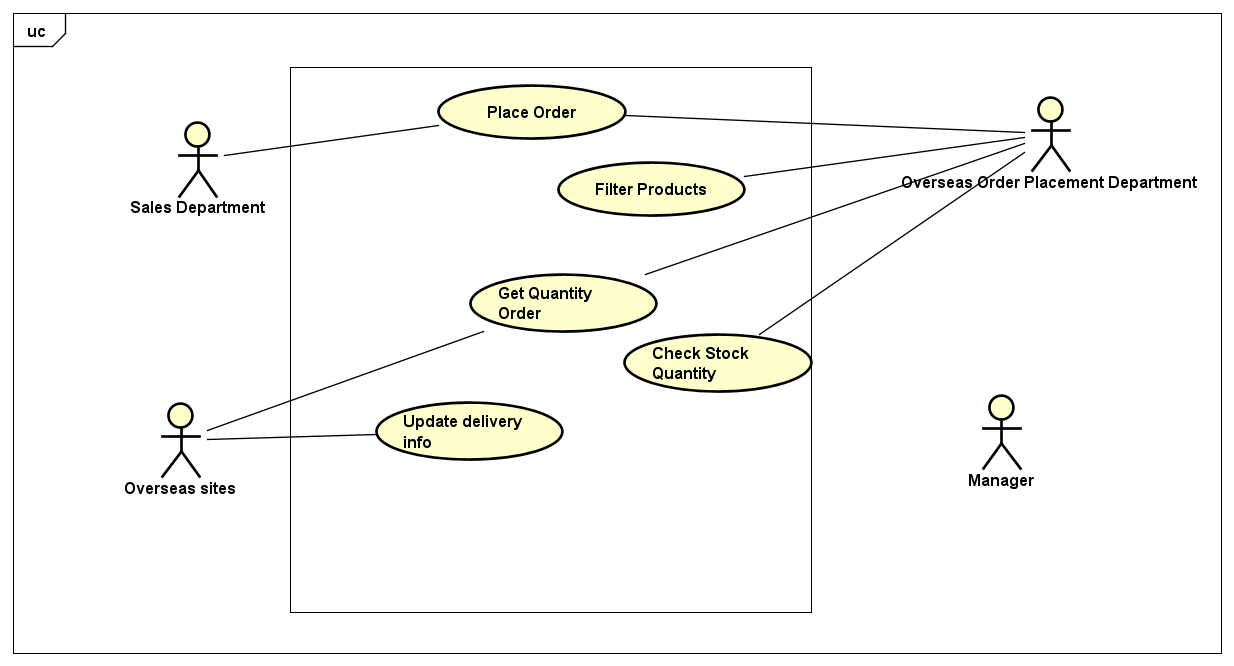 uc
Place Order
Sales Department
Overseas Order Placement Department
Filter Products
Get Quantity
Order
Check Stock
Quantity
Update delivery
info
Overseas sites
Manager